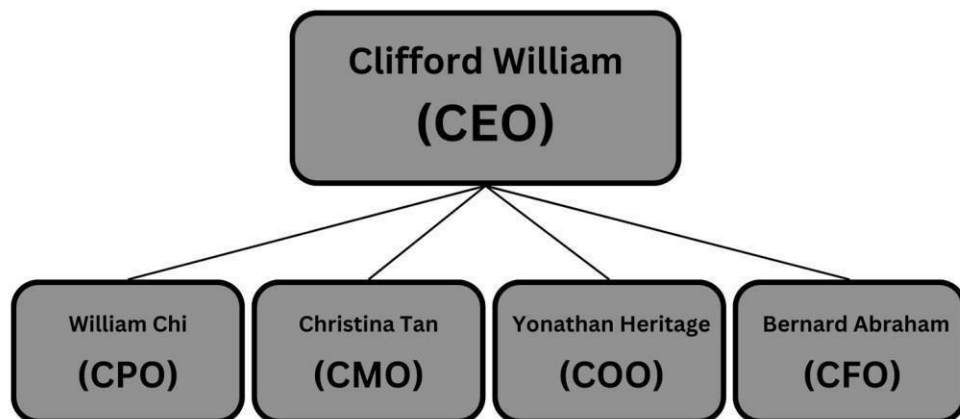 Clifford William
(CEO)
William Chi
(CPO)
Christina Tan
(CMO)
Yonathan Heritage
(COO)
Bernard Abraham
(CFO)